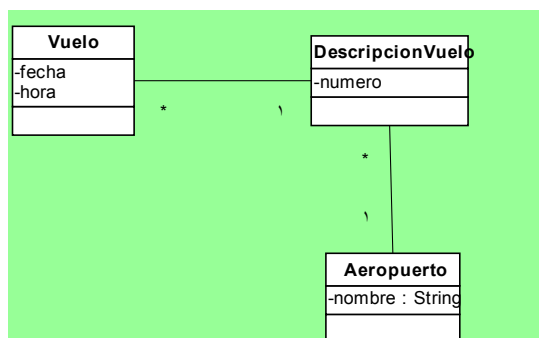 Vuelo
-fecha
-hora
DescripcionVuelo
-numero
* ١
*
١
Aeropuerto
-nombre : String